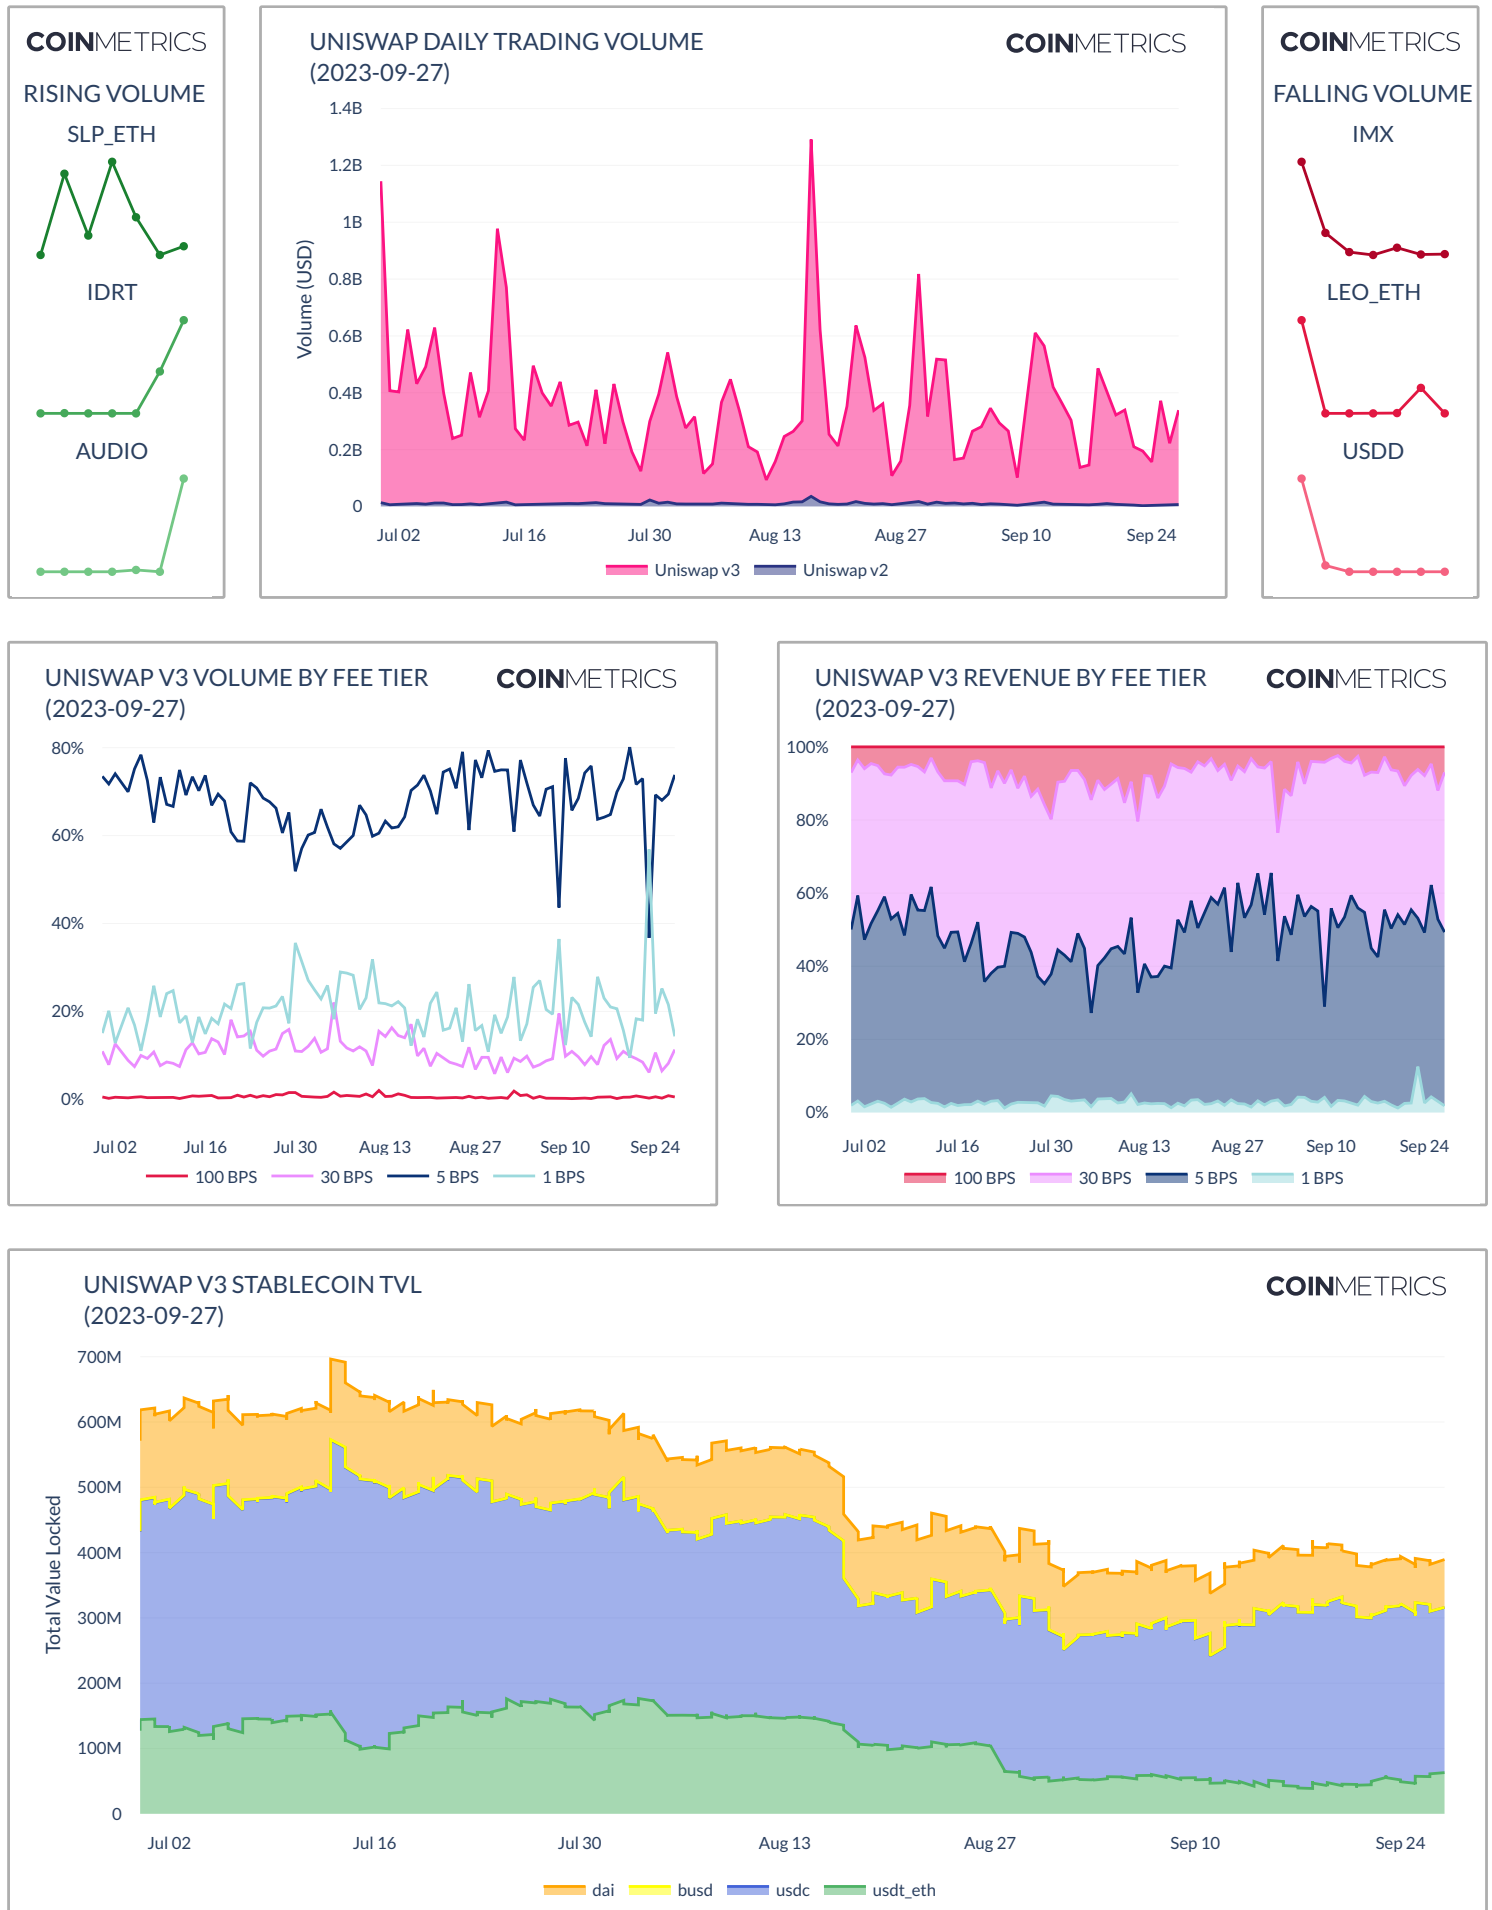 COINMETRICS
RISING VOLUME
SLP_ETH
IDRT
AUDIO
UNISWAP DAILY TRADING VOLUME
(2023-09-27)
COINMETRICS
Volume (USD)
1.4B
1.2B
1B
0.8B
0.6B
0.4B
0.2B
0
Jul 02 Jul 16 Jul 30 Aug 13 Aug 27 Sep 10 Sep 24
Uniswap v3 Uniswap v2
COINMETRICS
FALLING VOLUME
IMX
LEO_ETH
USDD
UNISWAP V3 VOLUME BY FEE TIER
(2023-09-27)
COINMETRICS
80%
60%
40%
20%
0%
Jul 02 Jul 16 Jul 30 Aug 13 Aug 27 Sep 10 Sep 24
100 BPS 30 BPS 5 BPS 1 BPS
UNISWAP V3 REVENUE BY FEE TIER
(2023-09-27)
COINMETRICS
100%
80%
60%
40%
20%
0%
Jul 02 Jul 16 Jul 30 Aug 13 Aug 27 Sep 10 Sep 24
100 BPS 30 BPS 5 BPS 1 BPS
UNISWAP V3 STABLECOIN TVL
(2023-09-27)
COINMETRICS
Total Value Locked
700M
600M
500M
400M
300M
200M
100M
0
Jul 02 Jul 16 Jul 30 Aug 13 Aug 27 Sep 10 Sep 24
dai busd usdc usdt_eth